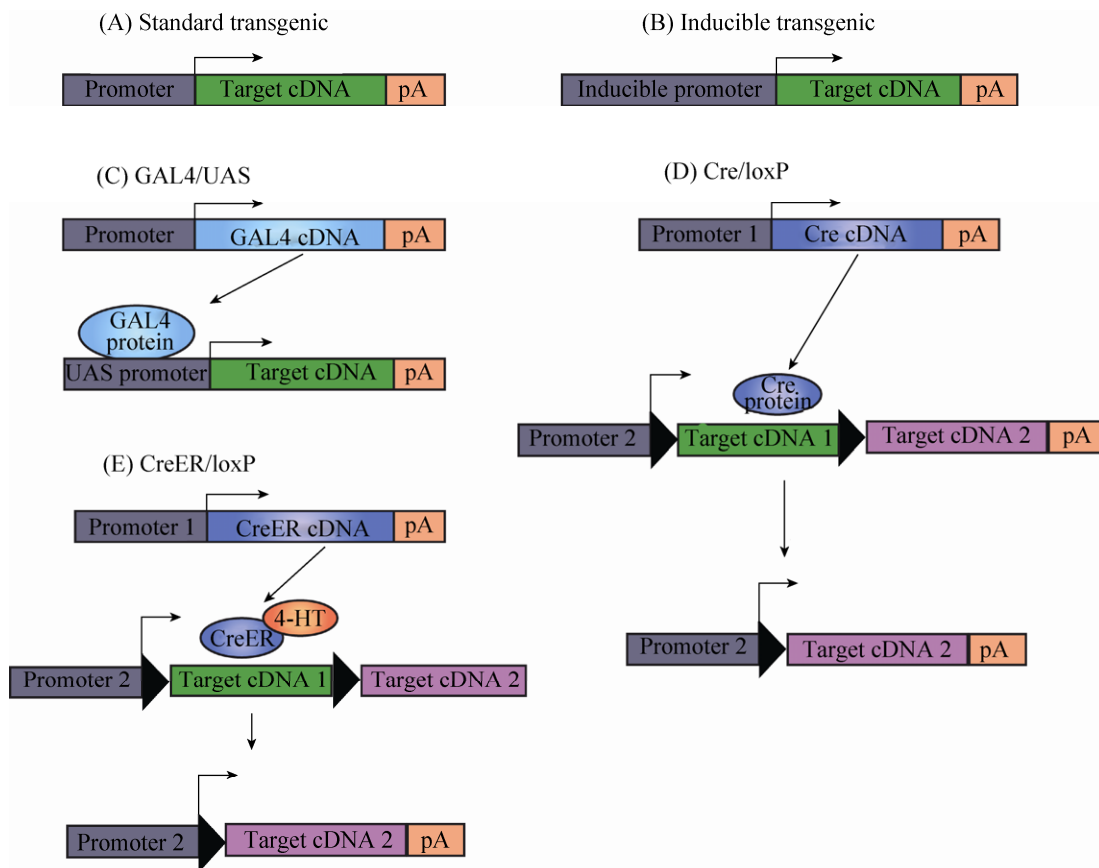 (A) Standard transgenic
Promoter Target cDNA pA
(B) Inducible transgenic
Inducible promoter Target cDNA pA
(C) GAL4/UAS
Promoter GAL4 cDNA pA
GAL4
protein
UAS promoter Target cDNA pA
(D) Cre/loxP
Promoter 1 Cre cDNA pA
Cre
protein
Promoter 2 Target cDNA 1 Target cDNA 2 pA
Promoter 2 Target cDNA 2 pA
(E) CreER/loxP
Promoter 1 CreER cDNA pA
4-HT
CreER
Promoter 2 Target cDNA 1 Target cDNA 2
Promoter 2 Target cDNA 2 pA